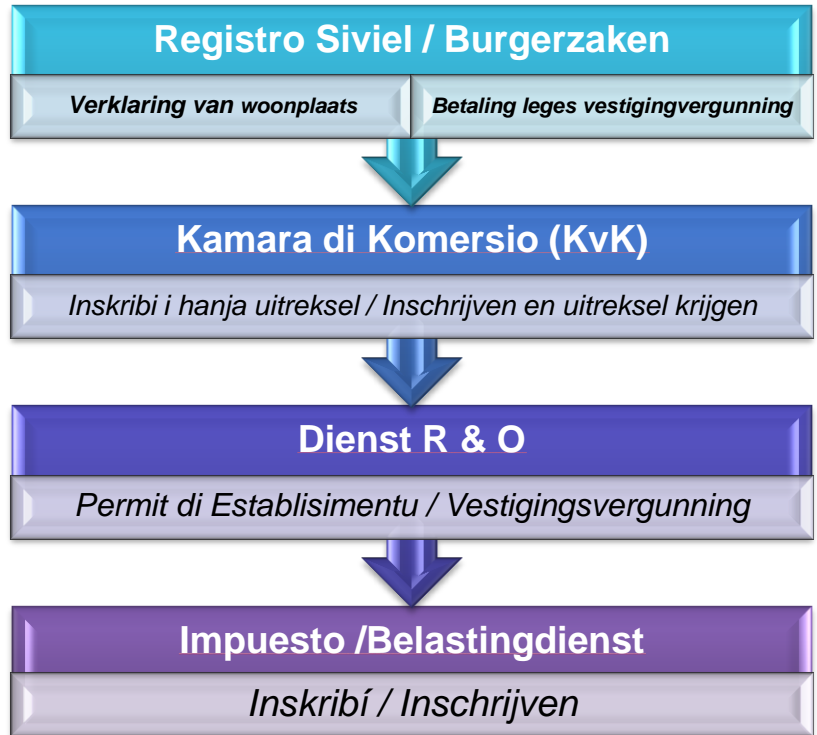 Registro Siviel / Burgerzaken
Verklaring van woonplaats
Betaling leges vestigingvergunning
Kamara di Komersio (KvK)
Inskribi i hanja uitreksel / Inschrijven en uitreksel krijgen
Dienst R & O
Permit di Establisimentu / Vestigingsvergunning
Impuesto /Belastingdienst
Inskribí / Inschrijven